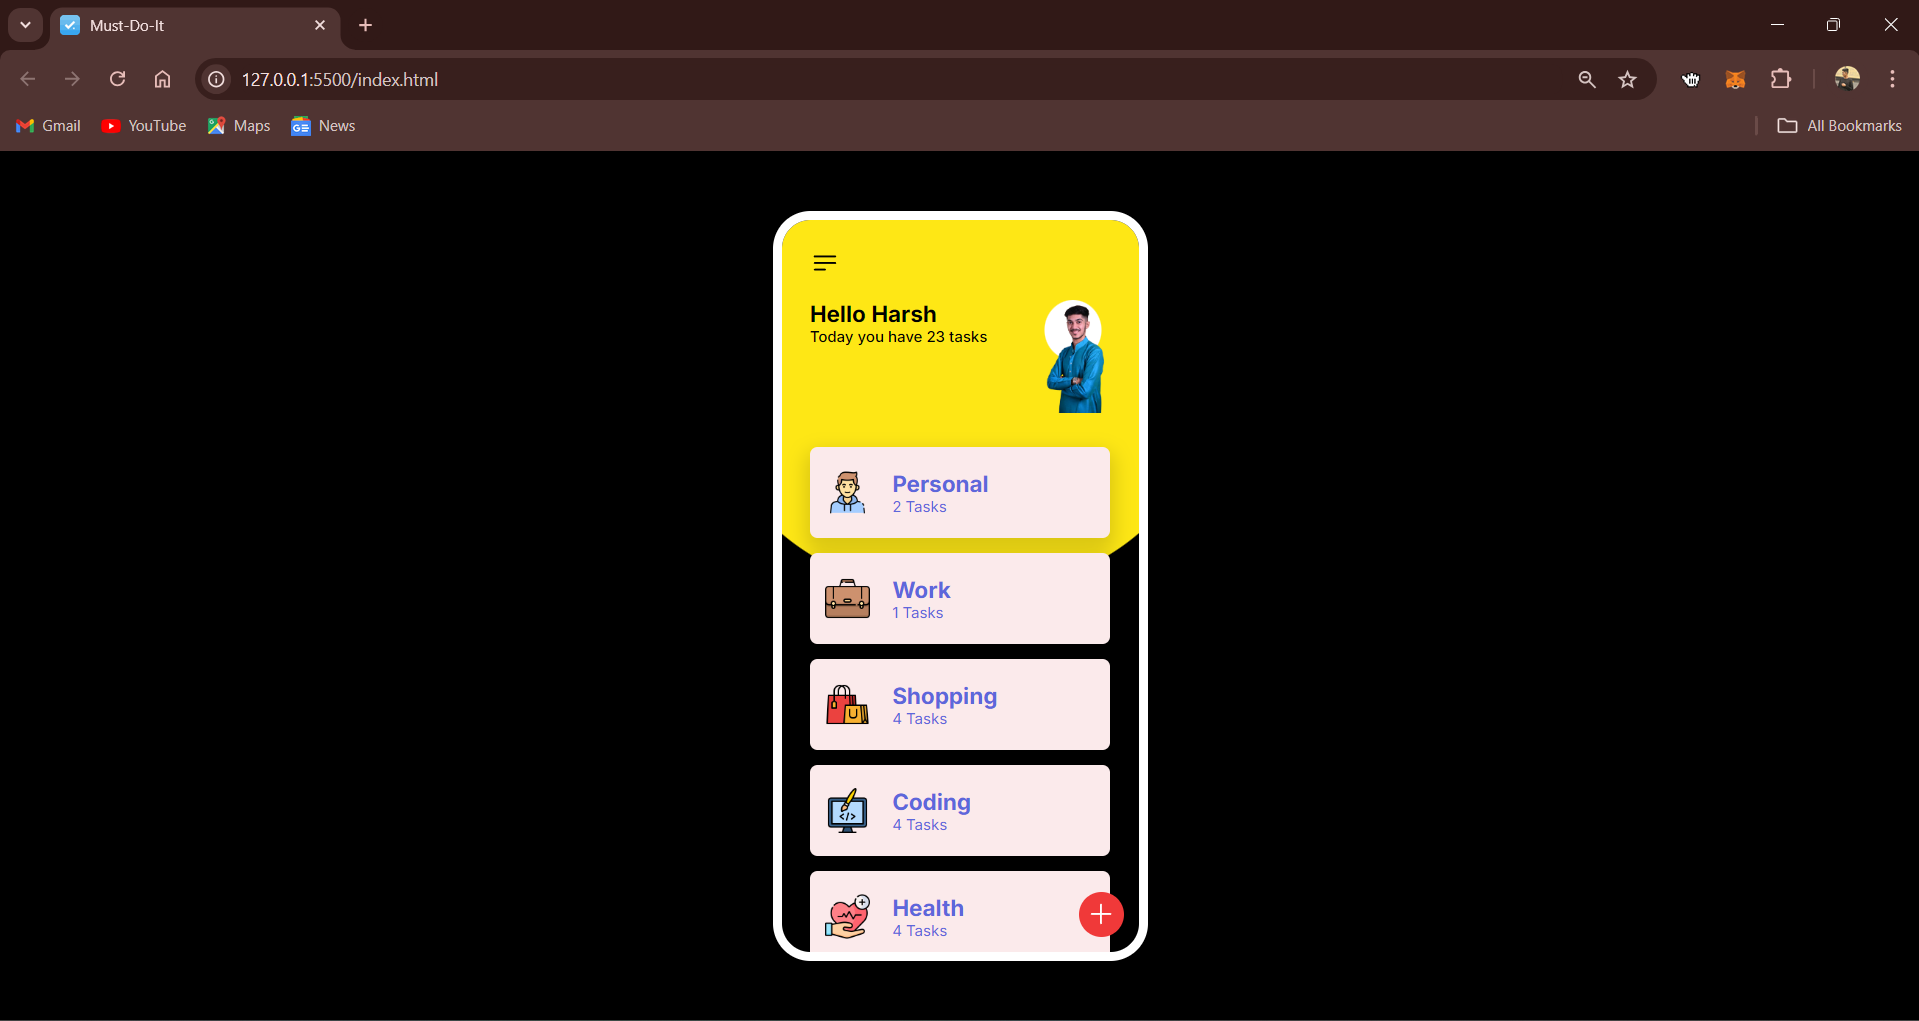 Must-Do-It
127.0.0.1:5500/index.html
Gmail YouTube Maps News All Bookmarks
Hello Harsh
Today you have 23 tasks
Personal
2 Tasks
Work
1 Tasks
Shopping
4 Tasks
Coding
4 Tasks
Health
4 Tasks